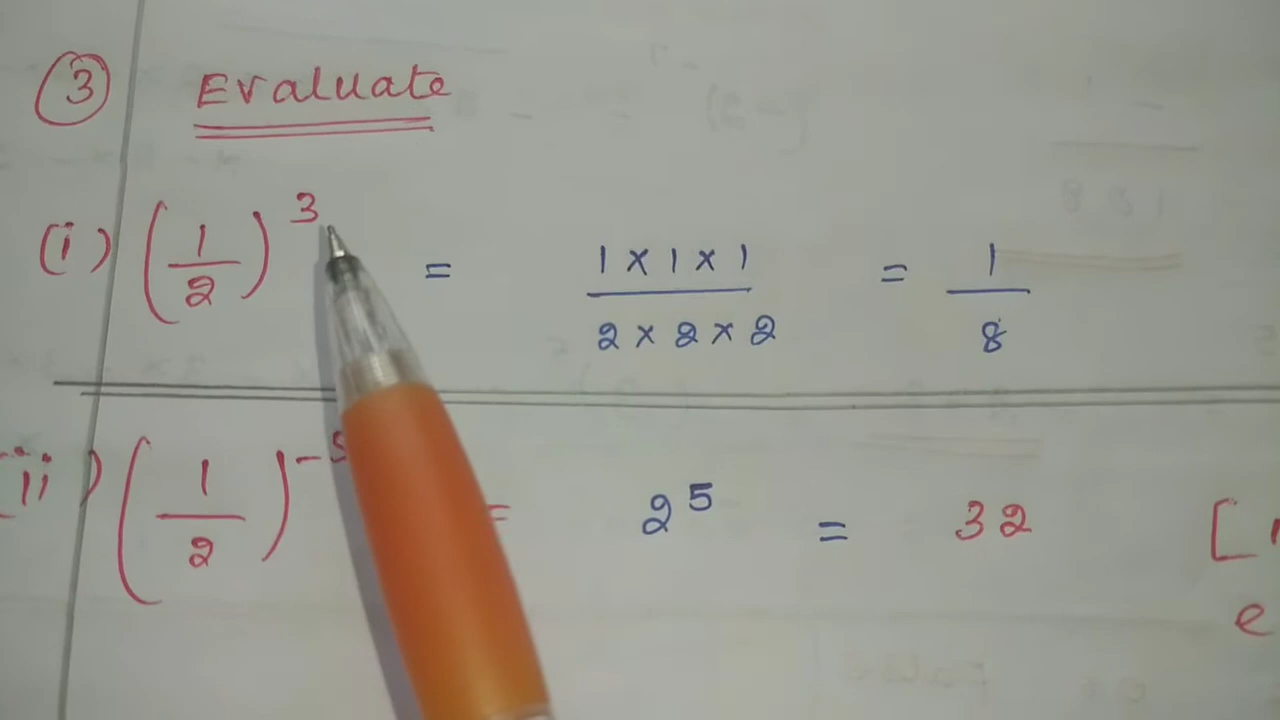 ③ Evaluate
(i) (1/2)^3 = (1 x 1 x 1)/(2 x 2 x 2) = 1/8
(ii) (1/2)^-5 = 2^5 = 32 [
e